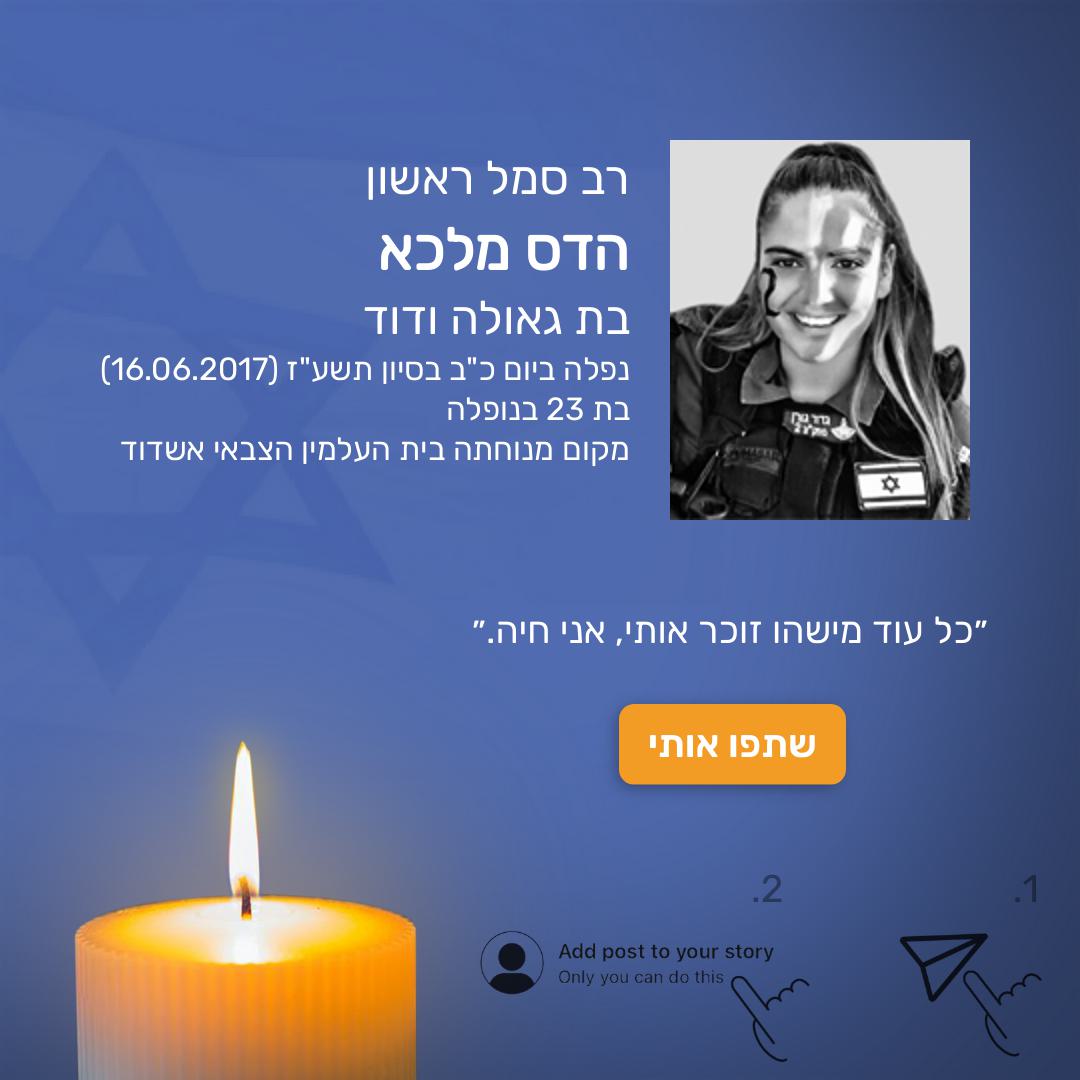 רב סמל ראשון
הדס מלכא
בת גאולה ודוד
נפלה ביום כ"ב בסיון תשע"ז (16.06.2017)
בת 23 בנופלה
מקום מנוחתה בית העלמין הצבאי אשדוד
״כל עוד מישהו זוכר אותי, אני חיה.״
שתפו אותי
1.
2.
Add post to your story
Only you can do this